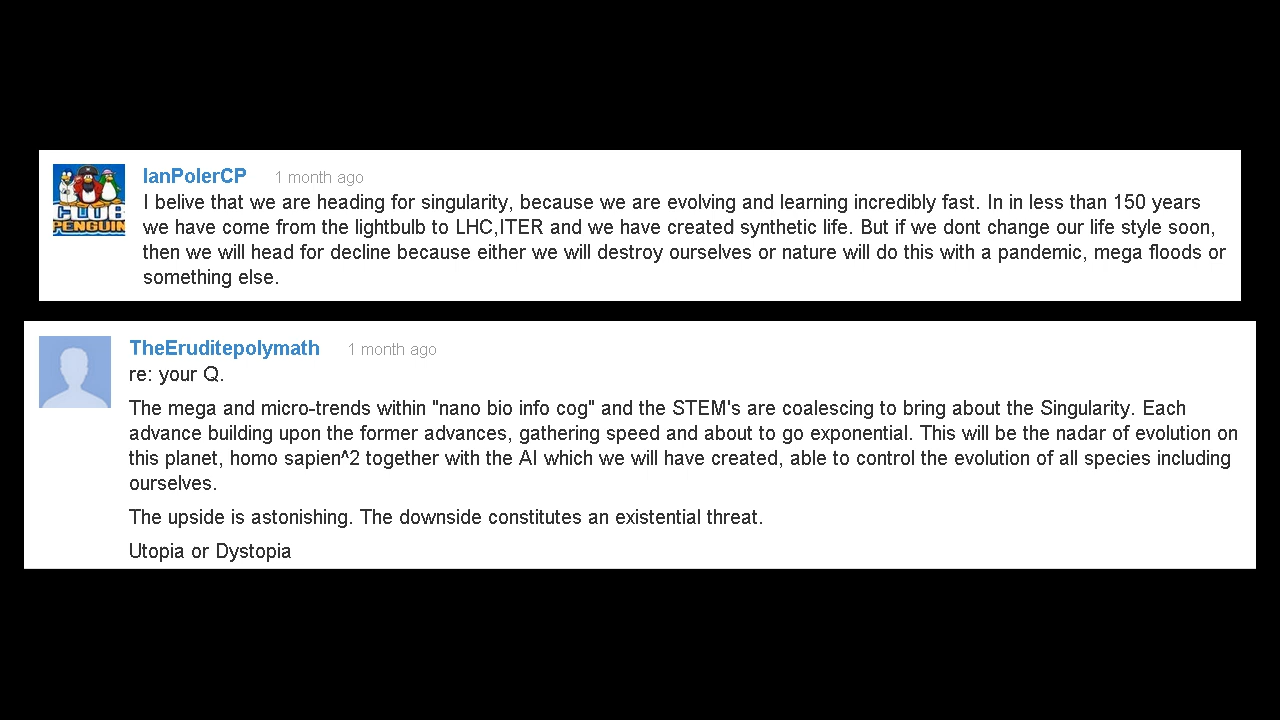 CLUB
PENGUIN
IanPolerCP 1 month ago
I belive that we are heading for singularity, because we are evolving and learning incredibly fast. In in less than 150 years
we have come from the lightbulb to LHC,ITER and we have created synthetic life. But if we dont change our life style soon,
then we will head for decline because either we will destroy ourselves or nature will do this with a pandemic, mega floods or
something else.
TheEruditepolymath 1 month ago
re: your Q.
The mega and micro-trends within "nano bio info cog" and the STEM's are coalescing to bring about the Singularity. Each
advance building upon the former advances, gathering speed and about to go exponential. This will be the nadar of evolution on
this planet, homo sapien^2 together with the AI which we will have created, able to control the evolution of all species including
ourselves.
The upside is astonishing. The downside constitutes an existential threat.
Utopia or Dystopia